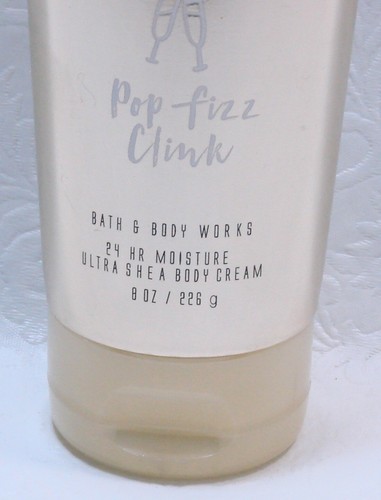 Pop fizz
Clink
BATH & BODY WORKS
24 HR MOISTURE
ULTRA SHEA BODY CREAM
8 OZ / 226 g